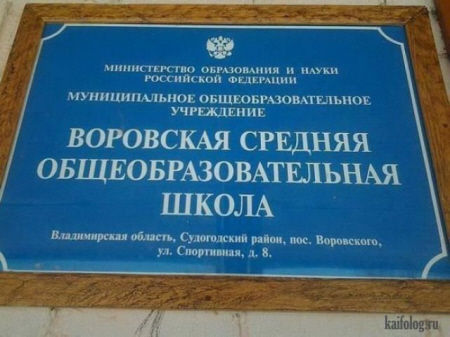 МИНИСТЕРСТВО ОБРАЗОВАНИЯ И НАУКИ
РОССИЙСКОЙ ФЕДЕРАЦИИ
МУНИЦИПАЛЬНОЕ ОБЩЕОБРАЗОВАТЕЛЬНОЕ
УЧРЕЖДЕНИЕ
ВОРОВСКАЯ СРЕДНЯЯ
ОБЩЕОБРАЗОВАТЕЛЬНАЯ
ШКОЛА
Владимирская область, Судогодский район, пос. Воровского,
ул. Спортивная, д. 8.
kaifolog.ru